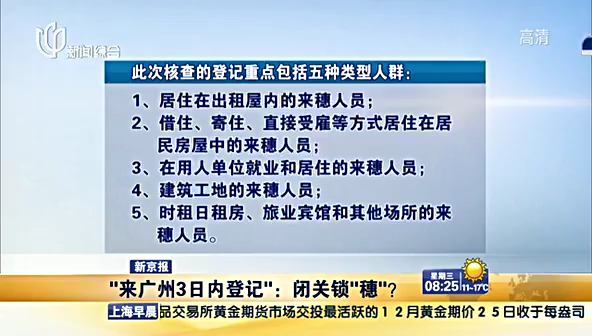 新闻综合
高清
此次核查的登记重点包括五种类型人群：
1、居住在出租屋内的来穗人员；
2、借住、寄住、直接受雇等方式居住在居
民房屋中的来穗人员；
3、在用人单位就业和居住的来穗人员；
4、建筑工地的来穗人员；
5、时租日租房、旅业宾馆和其他场所的来
穗人员。
新京报
"来广州3日内登记"：闭关锁"穗"？
星期三
08:25 11-17℃
上海早晨 品交易所黄金期货市场交投最活跃的12月黄金期价25日收于每盎司